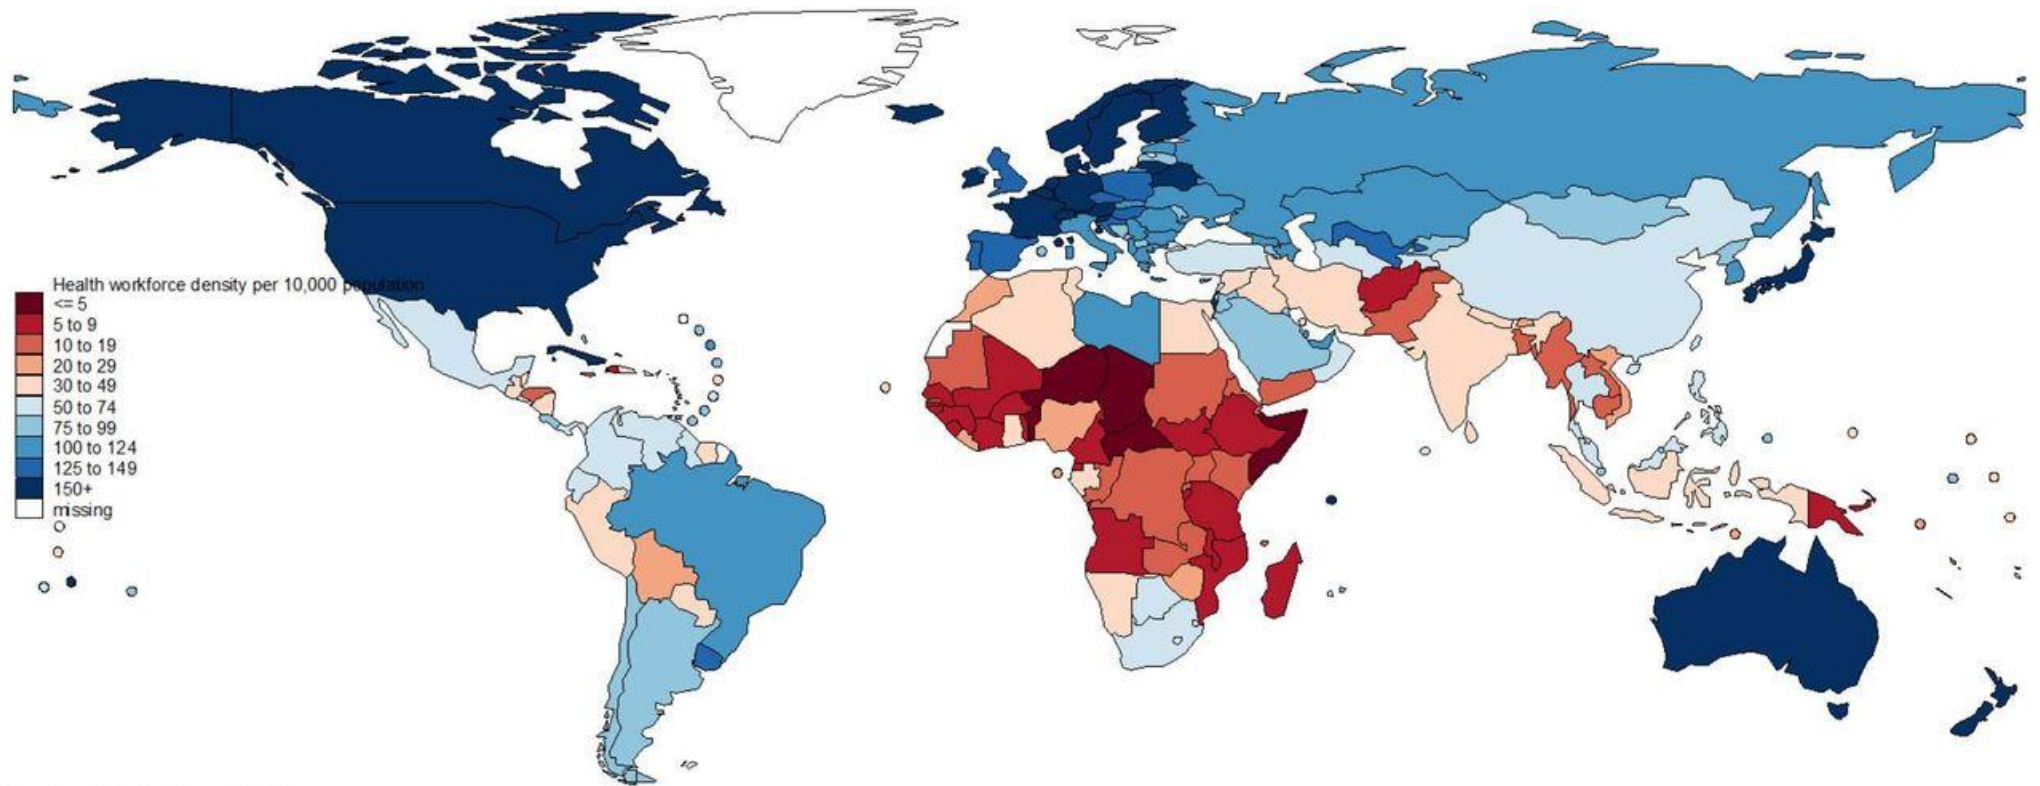 Health workforce density per 10,000 population
<= 5
5 to 9
10 to 19
20 to 29
30 to 49
50 to 74
75 to 99
100 to 124
125 to 149
150+
missing